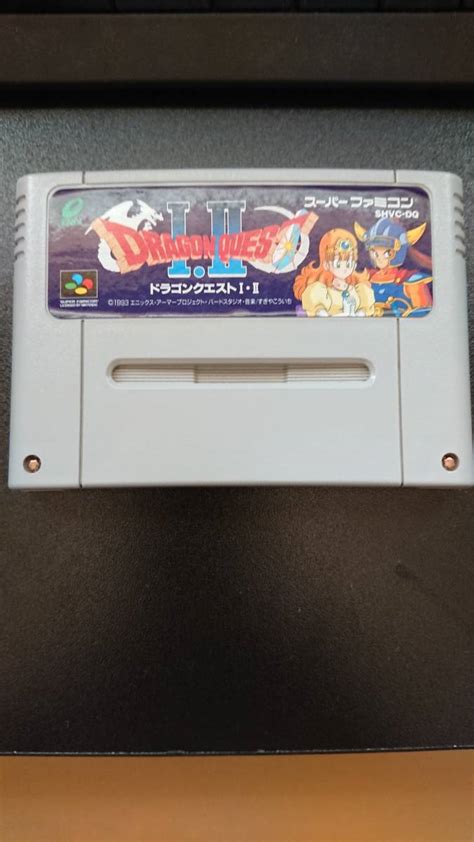 スーパーファミコン
SHVC-DQ
DRAGON QUEST
I・II
ドラゴンクエスト I・II
SUPER FAMICOM
©1993 エニックス・アーマープロジェクト・バードスタジオ・音楽/すぎやこういち